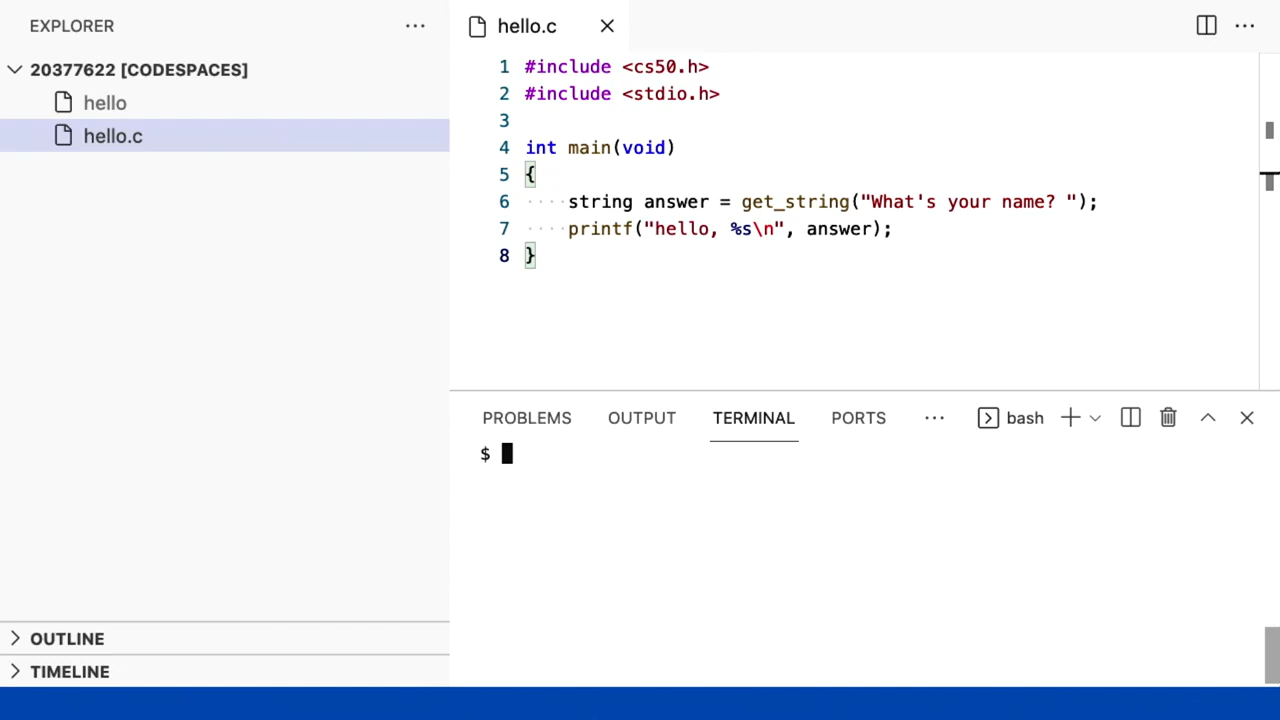 EXPLORER
20377622 [CODESPACES]
hello
hello.c
OUTLINE
TIMELINE
hello.c
1 #include <cs50.h>
2 #include <stdio.h>
3
4 int main(void)
5 {
6 ····string answer = get_string("What's your name? ");
7 ····printf("hello, %s\n", answer);
8 }
PROBLEMS OUTPUT TERMINAL PORTS ··· bash
$